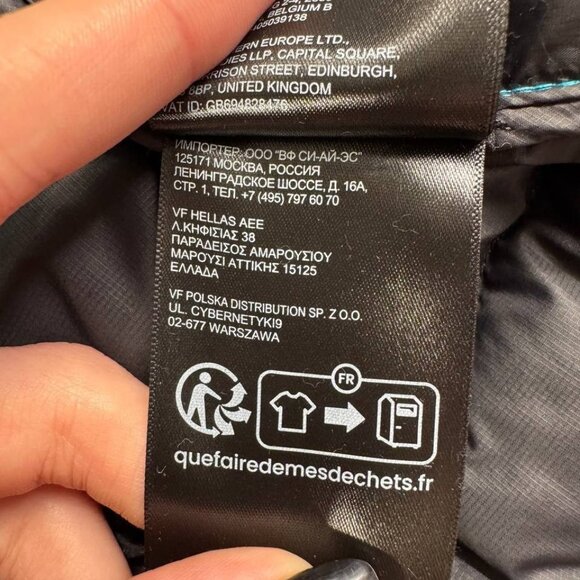 BELGIUM B
05039138
ERN EUROPE LTD.,
IES LLP, CAPITAL SQUARE,
ARRISON STREET, EDINBURGH,
8BP, UNITED KINGDOM
VAT ID: GB694828476
ИМПОРТЕР: ООО "ВФ СИ-АЙ-ЭС"
125171 МОСКВА, РОССИЯ
ЛЕНИНГРАДСКОЕ ШОССЕ, Д. 16А,
СТР. 1, ТЕЛ. +7 (495) 797 60 70
VF HELLAS AEE
Λ.ΚΗΦΙΣΙΑΣ 38
ΠΑΡΑΔΕΙΣΟΣ ΑΜΑΡΟΥΣΙΟΥ
ΜΑΡΟΥΣΙ ΑΤΤΙΚΗΣ 15125
ΕΛΛΑΔΑ
VF POLSKA DISTRIBUTION SP. Z O.O.
UL. CYBERNETYKI9
02-677 WARSZAWA
FR
quefairedemesdechets.fr